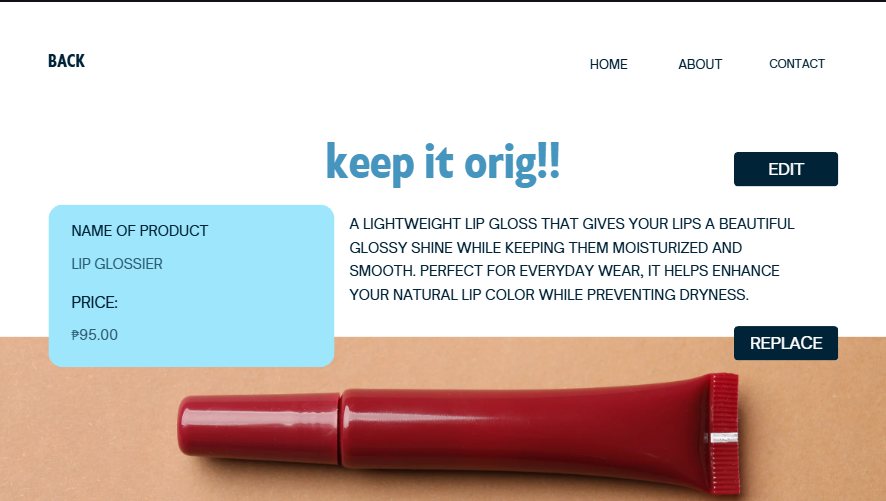 BACK
HOME
ABOUT
CONTACT
keep it orig!!
EDIT
NAME OF PRODUCT
LIP GLOSSIER
PRICE:
₱95.00
A LIGHTWEIGHT LIP GLOSS THAT GIVES YOUR LIPS A BEAUTIFUL
GLOSSY SHINE WHILE KEEPING THEM MOISTURIZED AND
SMOOTH. PERFECT FOR EVERYDAY WEAR, IT HELPS ENHANCE
YOUR NATURAL LIP COLOR WHILE PREVENTING DRYNESS.
REPLACE